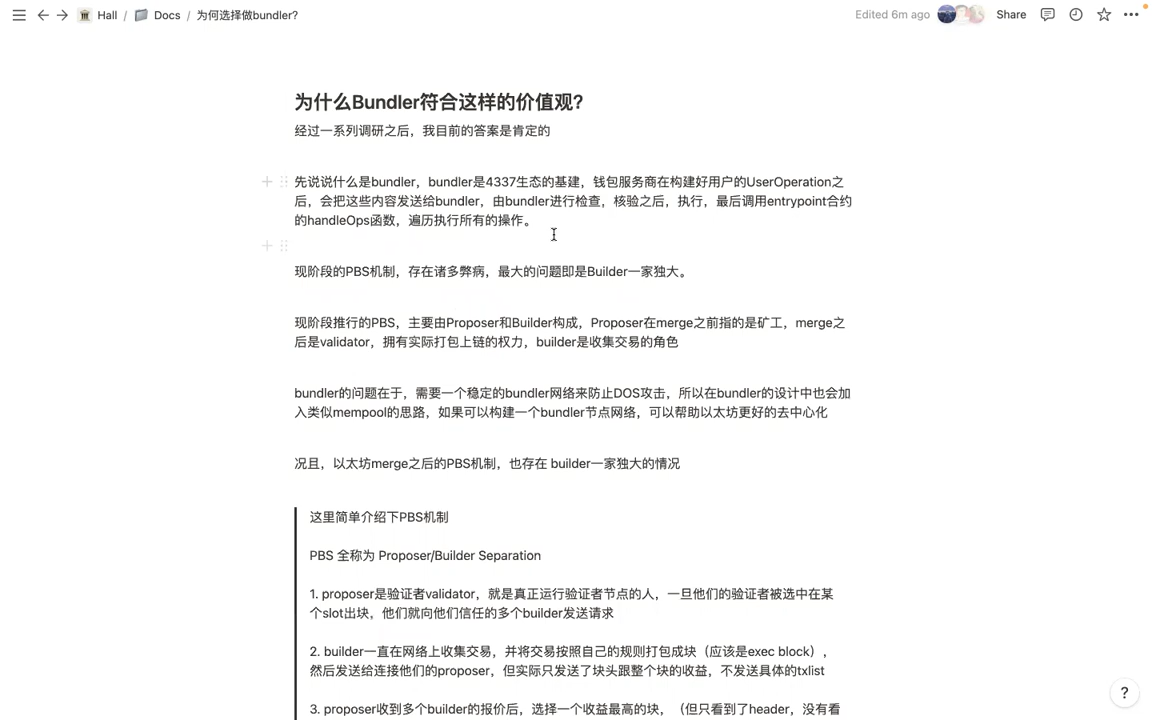 Hall / Docs / 为何选择做bundler?
Edited 6m ago Share
为什么Bundler符合这样的价值观?
经过一系列调研之后，我目前的答案是肯定的
先说说什么是bundler，bundler是4337生态的基建，钱包服务商在构建好用户的UserOperation之
后，会把这些内容发送给bundler，由bundler进行检查，核验之后，执行，最后调用entrypoint合约
的handleOps函数，遍历执行所有的操作。
现阶段的PBS机制，存在诸多弊病，最大的问题即是Builder一家独大。
现阶段推行的PBS，主要由Proposer和Builder构成，Proposer在merge之前指的是矿工，merge之
后是validator，拥有实际打包上链的权力，builder是收集交易的角色
bundler的问题在于，需要一个稳定的bundler网络来防止DOS攻击，所以在bundler的设计中也会加
入类似mempool的思路，如果可以构建一个bundler节点网络，可以帮助以太坊更好的去中心化
况且，以太坊merge之后的PBS机制，也存在 builder一家独大的情况
这里简单介绍下PBS机制
PBS 全称为 Proposer/Builder Separation
1. proposer是验证者validator，就是真正运行验证者节点的人，一旦他们的验证者被选中在某
个slot出块，他们就向他们信任的多个builder发送请求
2. builder一直在网络上收集交易，并将交易按照自己的规则打包成块（应该是exec block），
然后发送给连接他们的proposer，但实际只发送了块头跟整个块的收益，不发送具体的txlist
3. proposer收到多个builder的报价后，选择一个收益最高的块，（但只看到了header，没有看
?